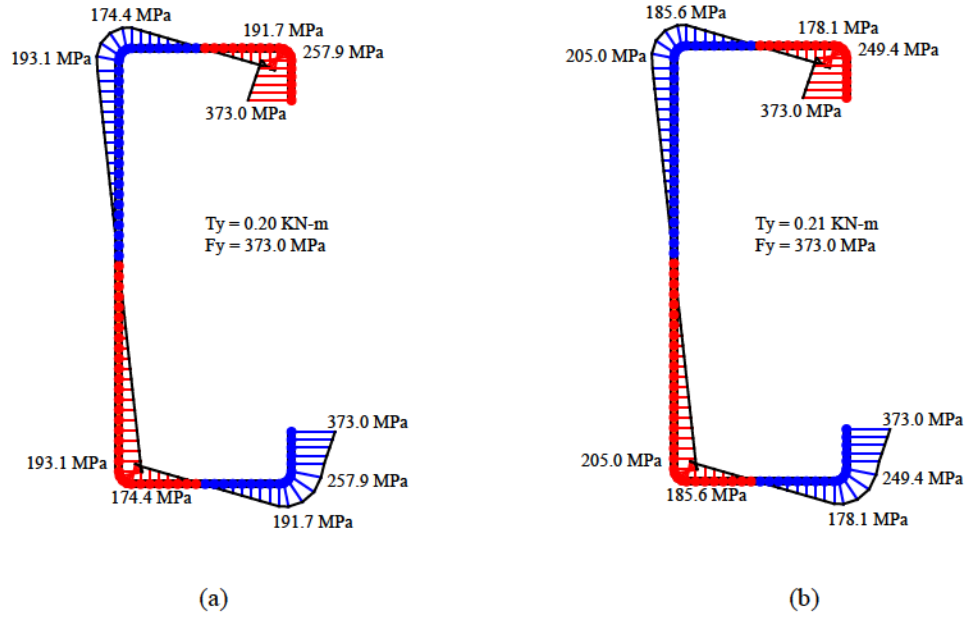 174.4 MPa
191.7 MPa
193.1 MPa
257.9 MPa
373.0 MPa
Ty = 0.20 KN-m
Fy = 373.0 MPa
373.0 MPa
193.1 MPa
257.9 MPa
174.4 MPa
191.7 MPa
(a)
185.6 MPa
178.1 MPa
205.0 MPa
249.4 MPa
373.0 MPa
Ty = 0.21 KN-m
Fy = 373.0 MPa
373.0 MPa
205.0 MPa
249.4 MPa
185.6 MPa
178.1 MPa
(b)